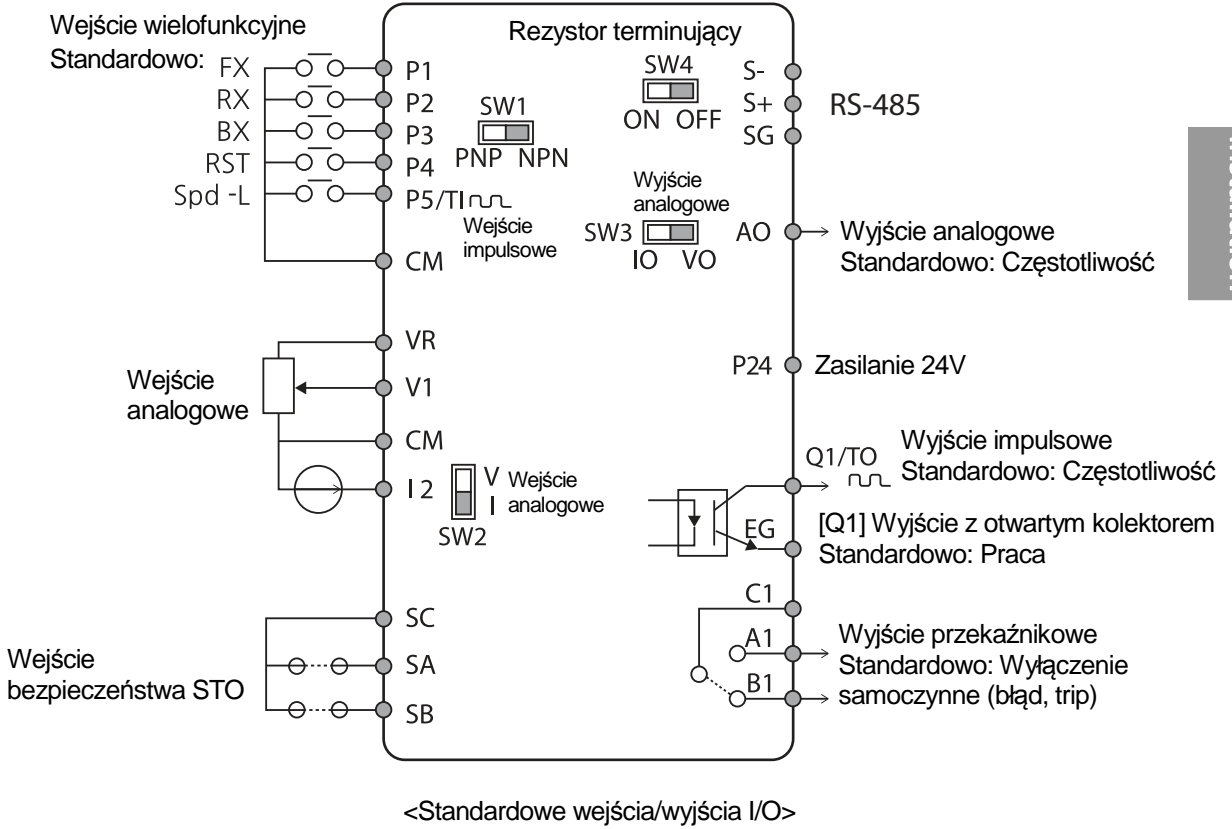 Wejście wielofunkcyjne
Standardowo:
FX
RX
BX
RST
Spd -L
P1
P2
P3
P4
P5/TI
Wejście
impulsowe
CM
SW1
PNP NPN
Rezystor terminujący
SW4
ON OFF
S-
S+
SG
RS-485
Wyjście
analogowe
SW3
IO VO
AO
Wyjście analogowe
Standardowo: Częstotliwość
Wejście
analogowe
VR
V1
CM
I 2
V
I
Wejście
analogowe
SW2
P24
Zasilanie 24V
Q1/TO
Wyjście impulsowe
Standardowo: Częstotliwość
EG
[Q1] Wyjście z otwartym kolektorem
Standardowo: Praca
Wejście
bezpieczeństwa STO
SC
SA
SB
C1
A1
B1
Wyjście przekaźnikowe
Standardowo: Wyłączenie
samoczynne (błąd, trip)
<Standardowe wejścia/wyjścia I/O>